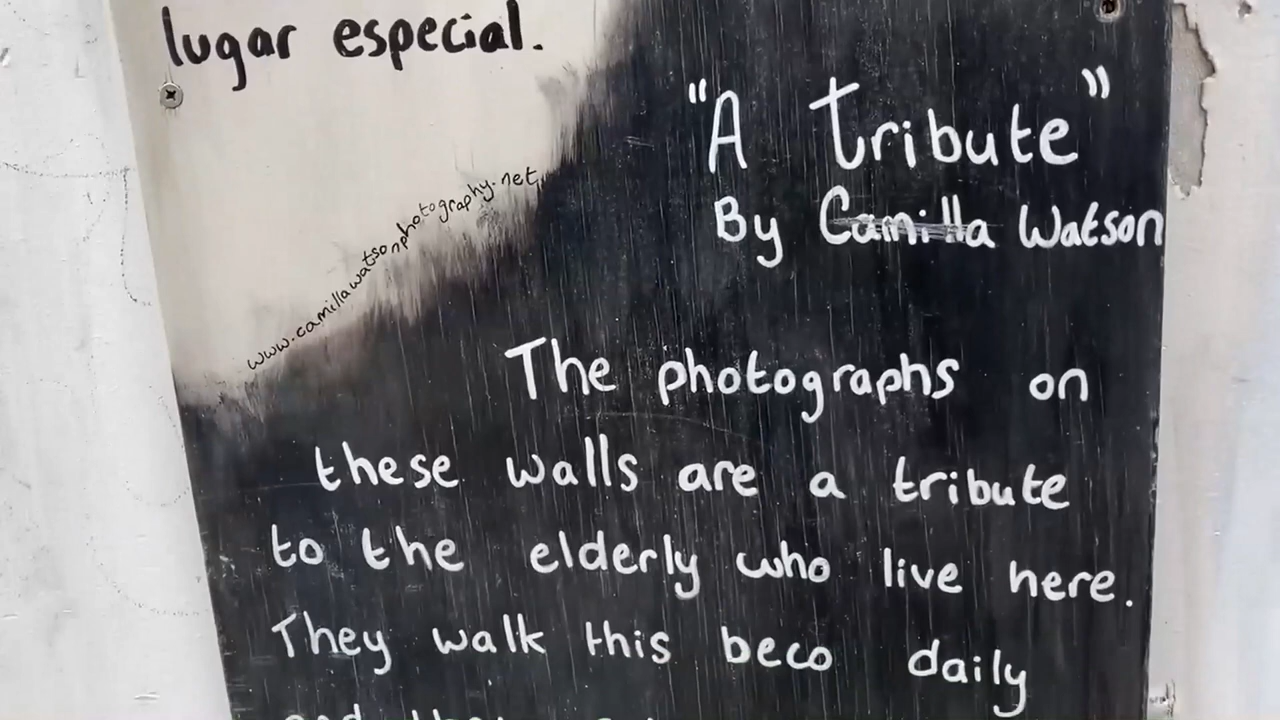 lugar especial.
www.camillawatsonphotography.net
"A tribute"
By Camilla Watson
The photographs on
these walls are a tribute
to the elderly who live here.
They walk this beco daily
and